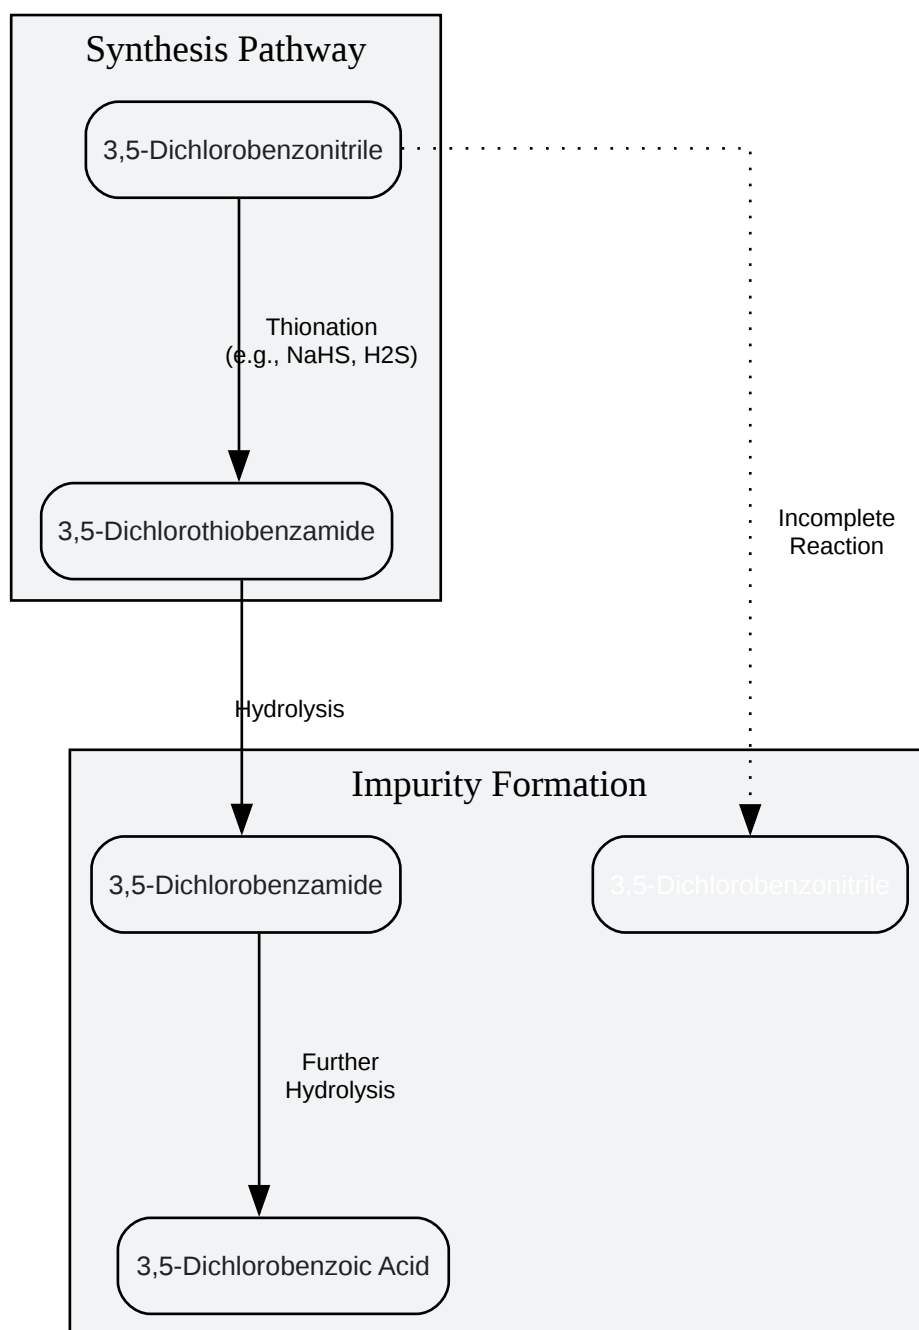 Synthesis Pathway
3,5-Dichlorobenzonitrile
Thionation
(e.g., NaHS, H2S)
3,5-Dichlorothiobenzamide
Incomplete
Reaction
Hydrolysis
Impurity Formation
3,5-Dichlorobenzamide
3,5-Dichlorobenzonitrile
Further
Hydrolysis
3,5-Dichlorobenzoic Acid